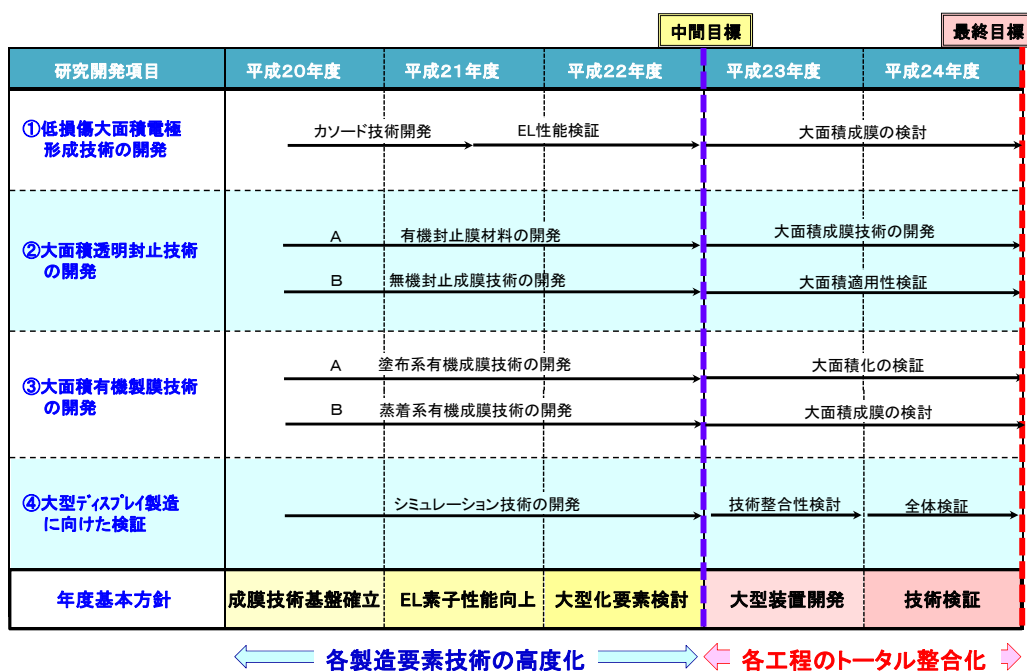 中間目標
最終目標
研究開発項目
平成20年度
平成21年度
平成22年度
平成23年度
平成24年度
①低損傷大面積電極
形成技術の開発
カソード技術開発
EL性能検証
大面積成膜の検討
②大面積透明封止技術
の開発
A
有機封止膜材料の開発
大面積成膜技術の開発
B
無機封止成膜技術の開発
大面積適用性検証
③大面積有機製膜技術
の開発
A
塗布系有機成膜技術の開発
大面積化の検証
B
蒸着系有機成膜技術の開発
大面積成膜の検討
④大型ディスプレイ製造
に向けた検証
シミュレーション技術の開発
技術整合性検討
全体検証
年度基本方針
成膜技術基盤確立
EL素子性能向上
大型化要素検討
大型装置開発
技術検証
各製造要素技術の高度化
各工程のトータル整合化